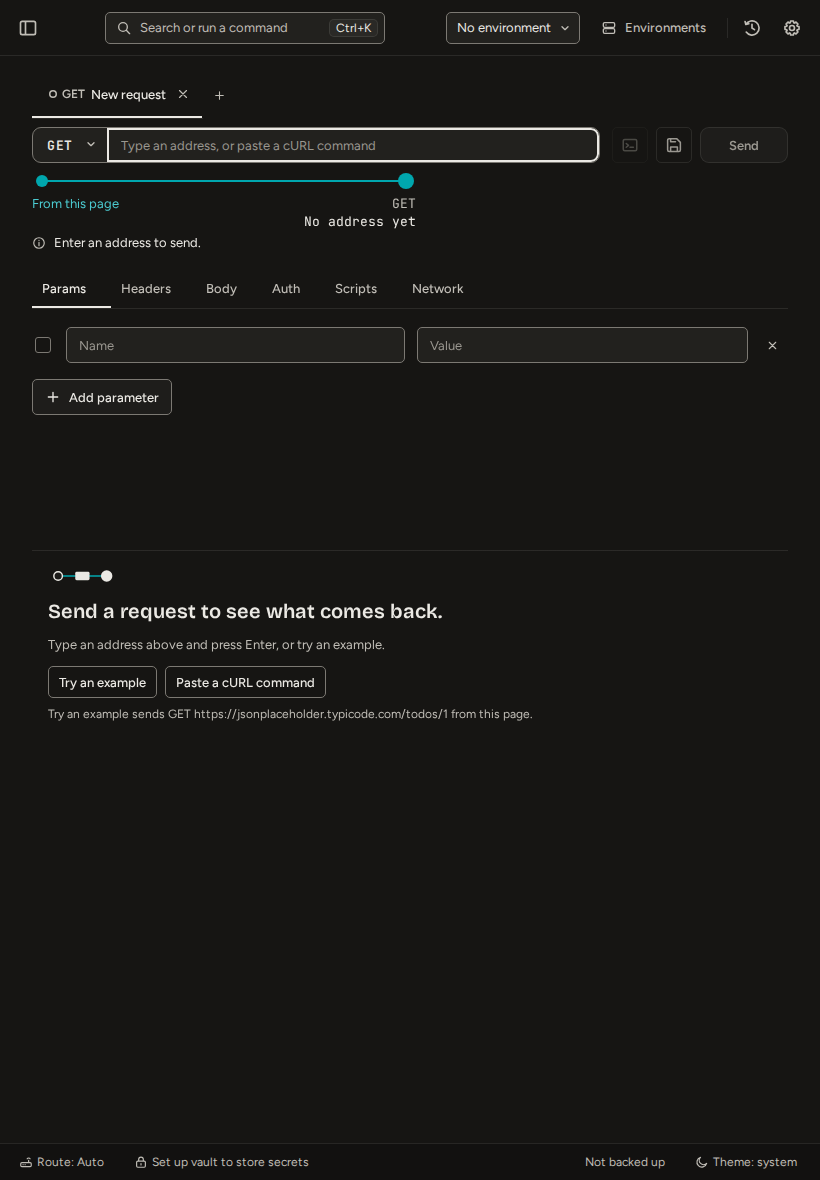 Search or run a command Ctrl+K No environment Environments
GET New request
GET Type an address, or paste a cURL command Send
From this page GET
No address yet
Enter an address to send.
Params Headers Body Auth Scripts Network
Name Value
Add parameter
Send a request to see what comes back.
Type an address above and press Enter, or try an example.
Try an example Paste a cURL command
Try an example sends GET https://jsonplaceholder.typicode.com/todos/1 from this page.
Route: Auto Set up vault to store secrets Not backed up Theme: system